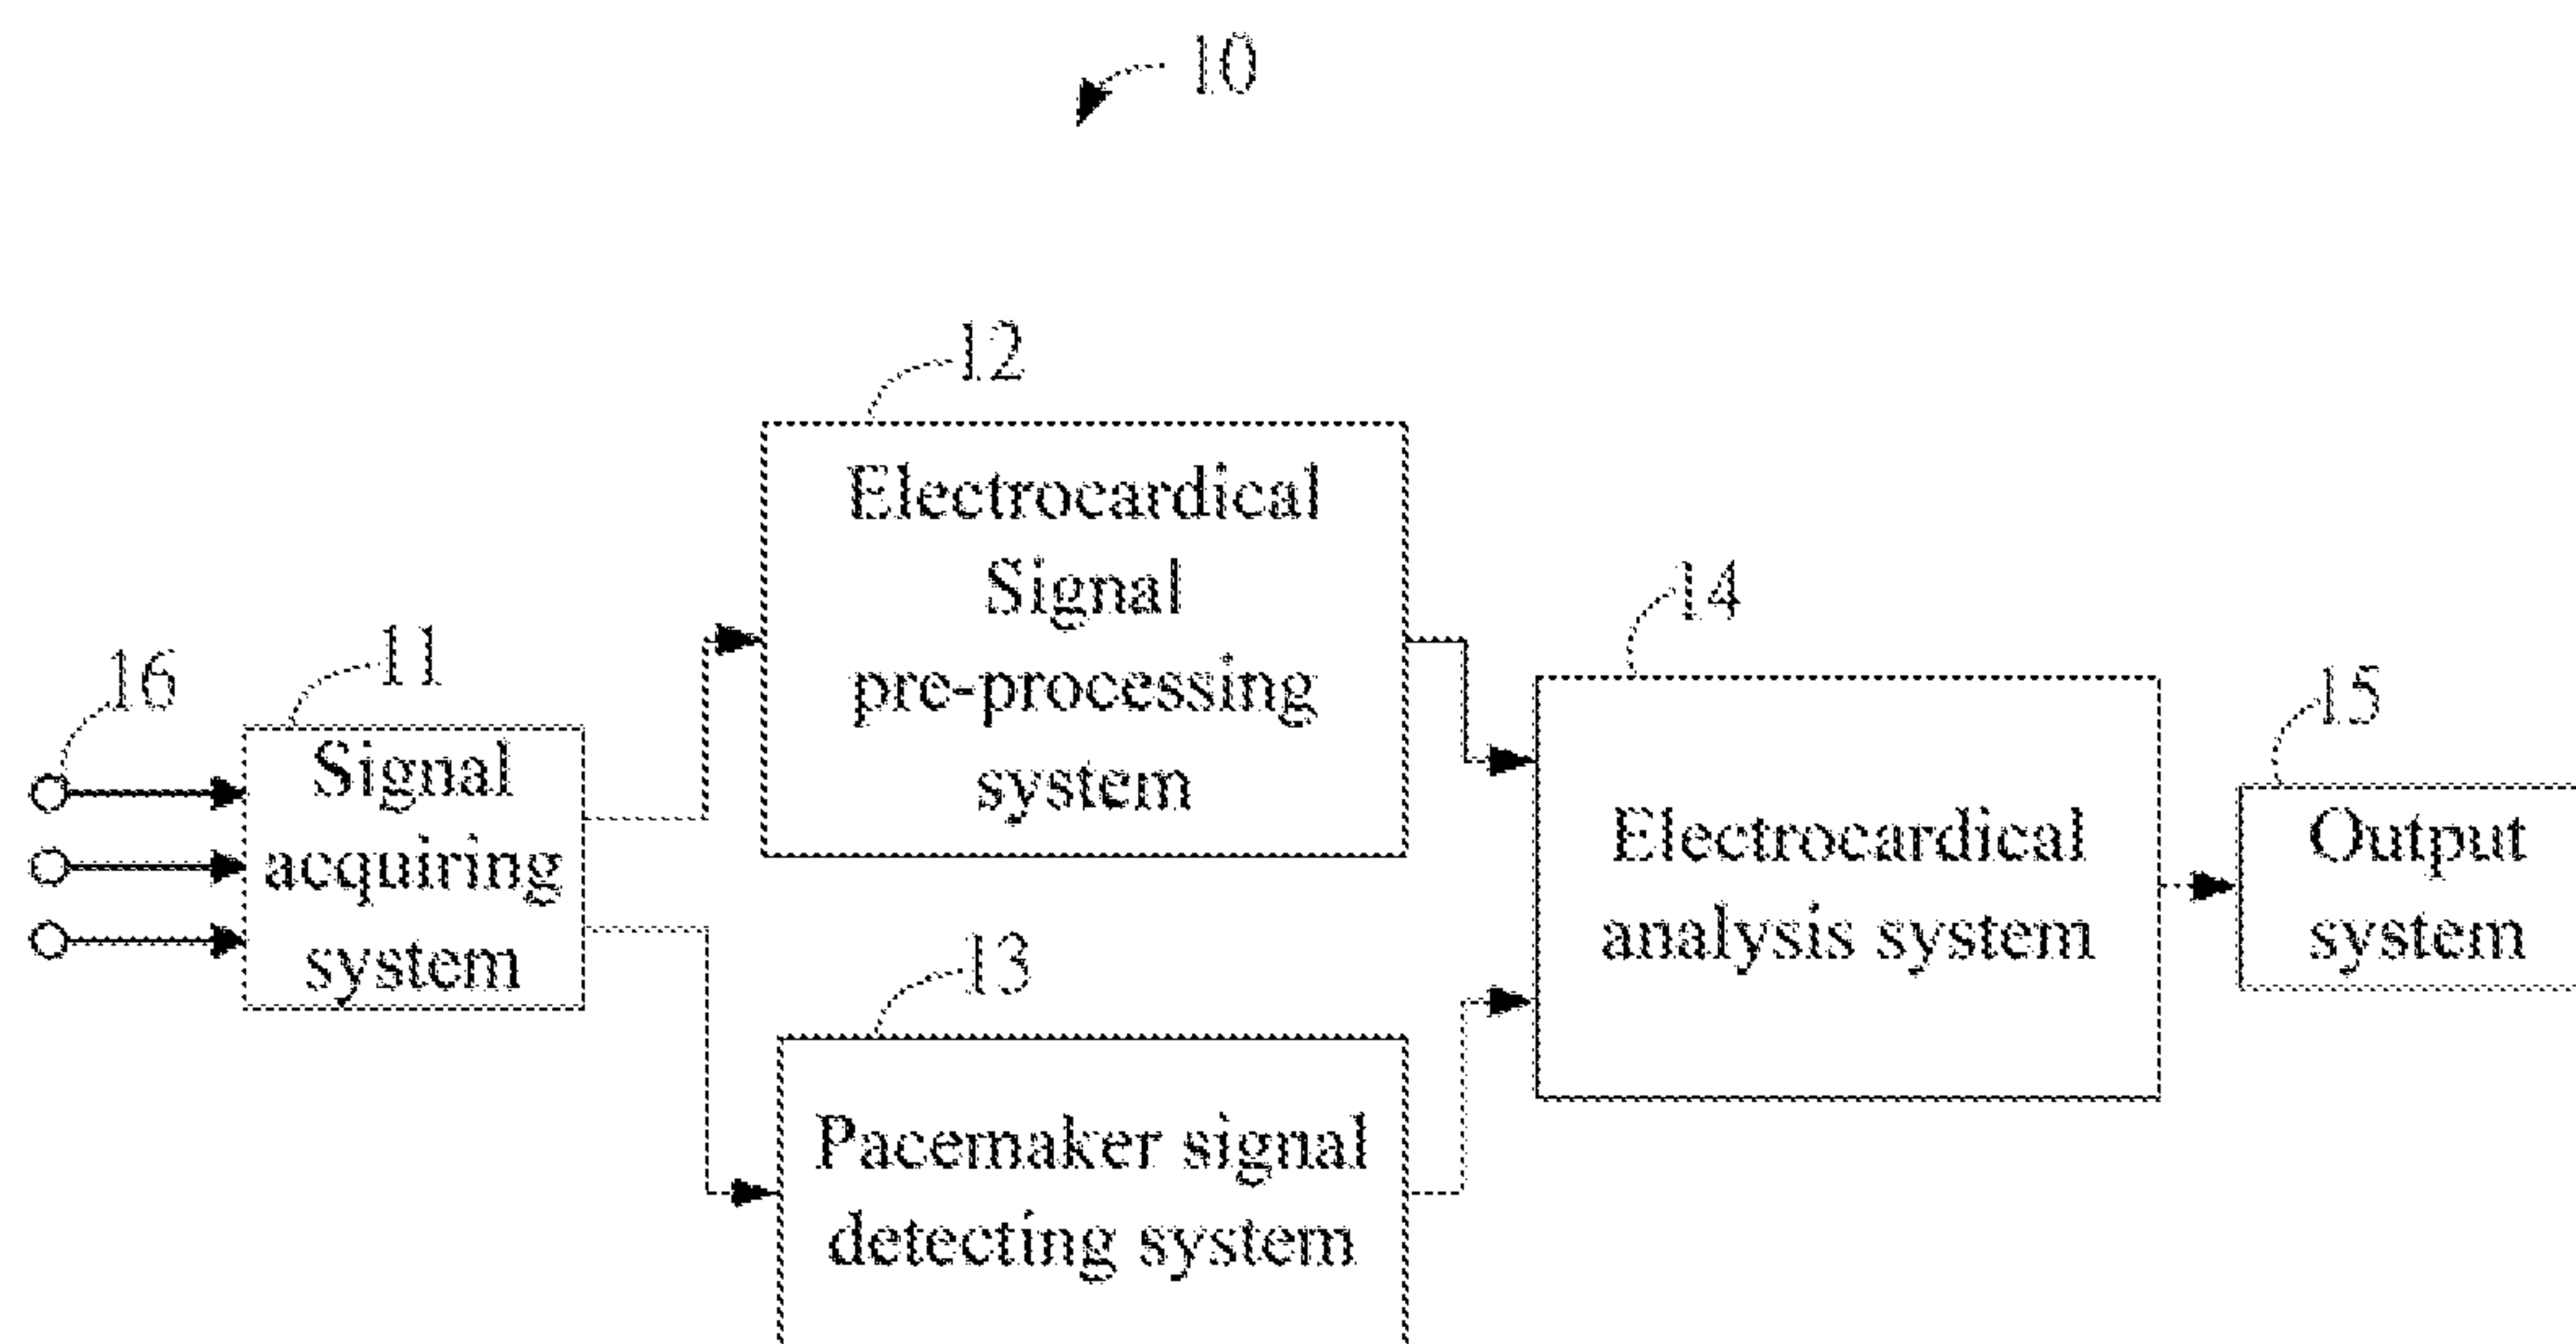 10
12
Electrocardical
Signal
pre-processing
system
16
11
Signal
acquiring
system
14
Electrocardical
analysis system
15
Output
system
13
Pacemaker signal
detecting system